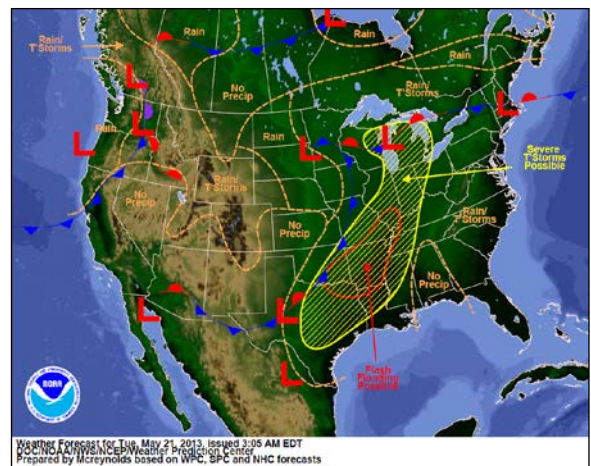 Rain
Rain
Rain/
T'Storms
Rain
No
Precip
Rain/
T'Storms
Rain
Rain
Severe
T'Storms
Possible
No
Precip
Rain/
T'Storms
No
Precip
Rain/
T'Storms
No
Precip
L
L
L
L
L
L
L
L
L
L
Flash
Flooding
Possible
NOAA
Weather Forecast for Tue, May 21, 2013, issued 3:05 AM EDT
DOC/NOAA/NWS/NCEP/Weather Prediction Center
Prepared by Mcreynolds based on WPC, SPC and NHC forecasts